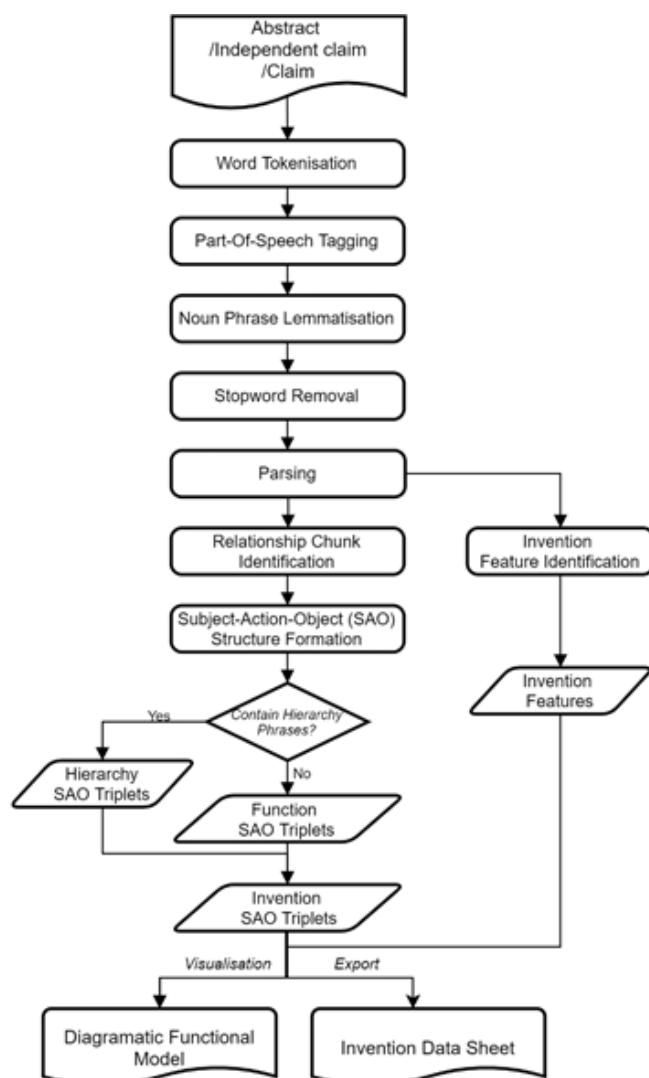 Abstract
/Independent claim
/Claim
Word Tokenisation
Part-Of-Speech Tagging
Noun Phrase Lemmatisation
Stopword Removal
Parsing
Relationship Chunk
Identification
Invention
Feature Identification
Subject-Action-Object (SAO)
Structure Formation
Invention
Features
Contain Hierarchy
Phrases?
Yes
No
Hierarchy
SAO Triplets
Function
SAO Triplets
Invention
SAO Triplets
Visualisation
Export
Diagramatic Functional
Model
Invention Data Sheet